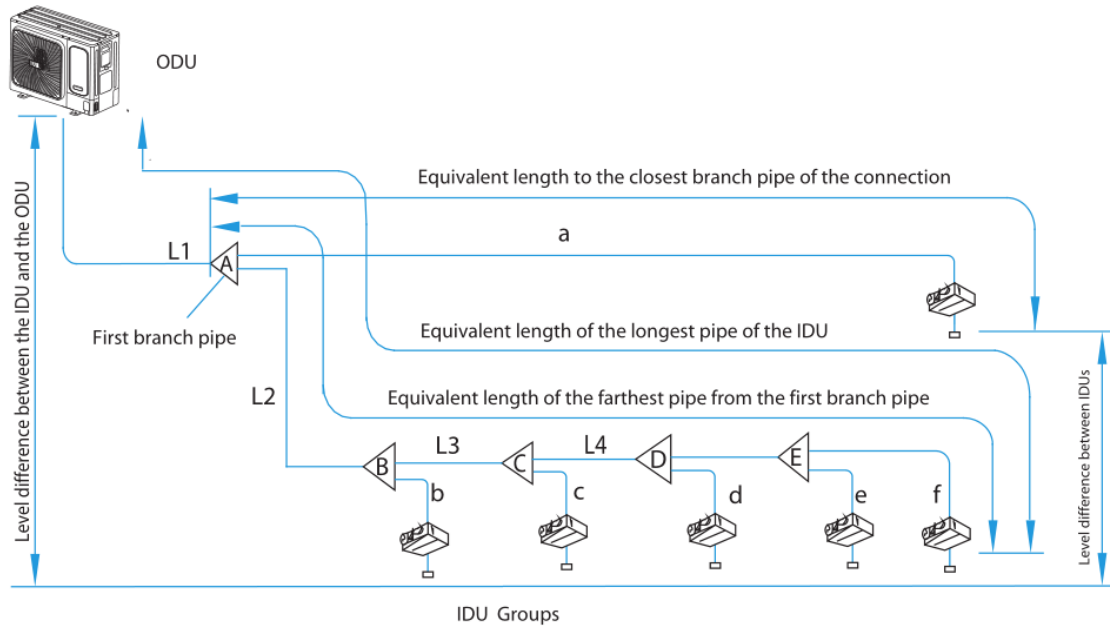 ODU
Equivalent length to the closest branch pipe of the connection
a
L1
A
First branch pipe
Equivalent length of the longest pipe of the IDU
L2
Equivalent length of the farthest pipe from the first branch pipe
L3
L4
B
C
D
E
b
c
d
e
f
Level difference between the IDU and the ODU
Level difference between IDUs
IDU Groups